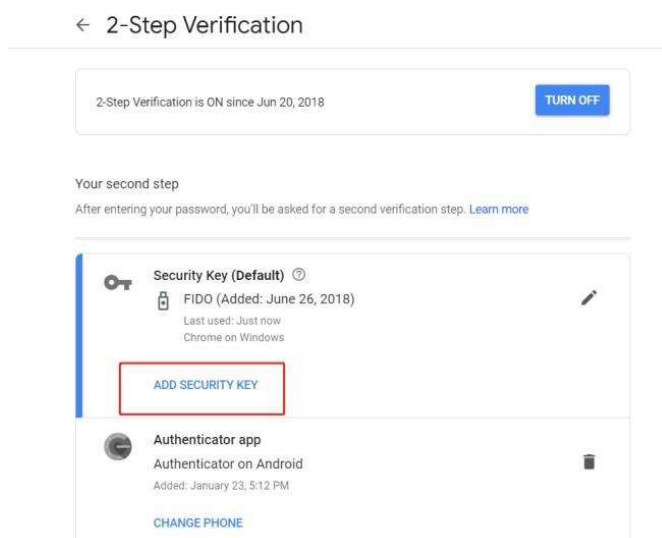 2-Step Verification
2-Step Verification is ON since Jun 20, 2018
TURN OFF
Your second step
After entering your password, you'll be asked for a second verification step. Learn more
Security Key (Default)
FIDO (Added: June 26, 2018)
Last used: Just now
Chrome on Windows
ADD SECURITY KEY
Authenticator app
Authenticator on Android
Added: January 23, 5:12 PM
CHANGE PHONE